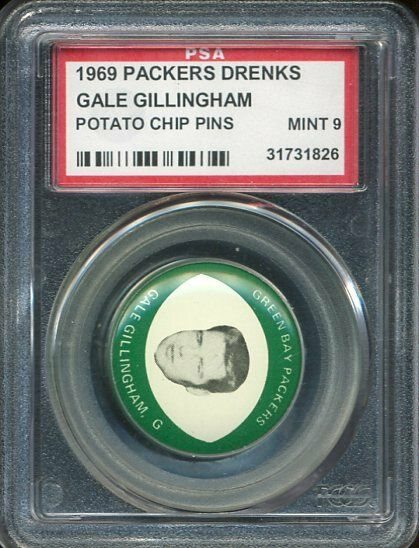 PSA
1969 PACKERS DRENKS
GALE GILLINGHAM
POTATO CHIP PINS MINT 9
31731826
GREEN BAY PACKERS
GALE GILLINGHAM, G